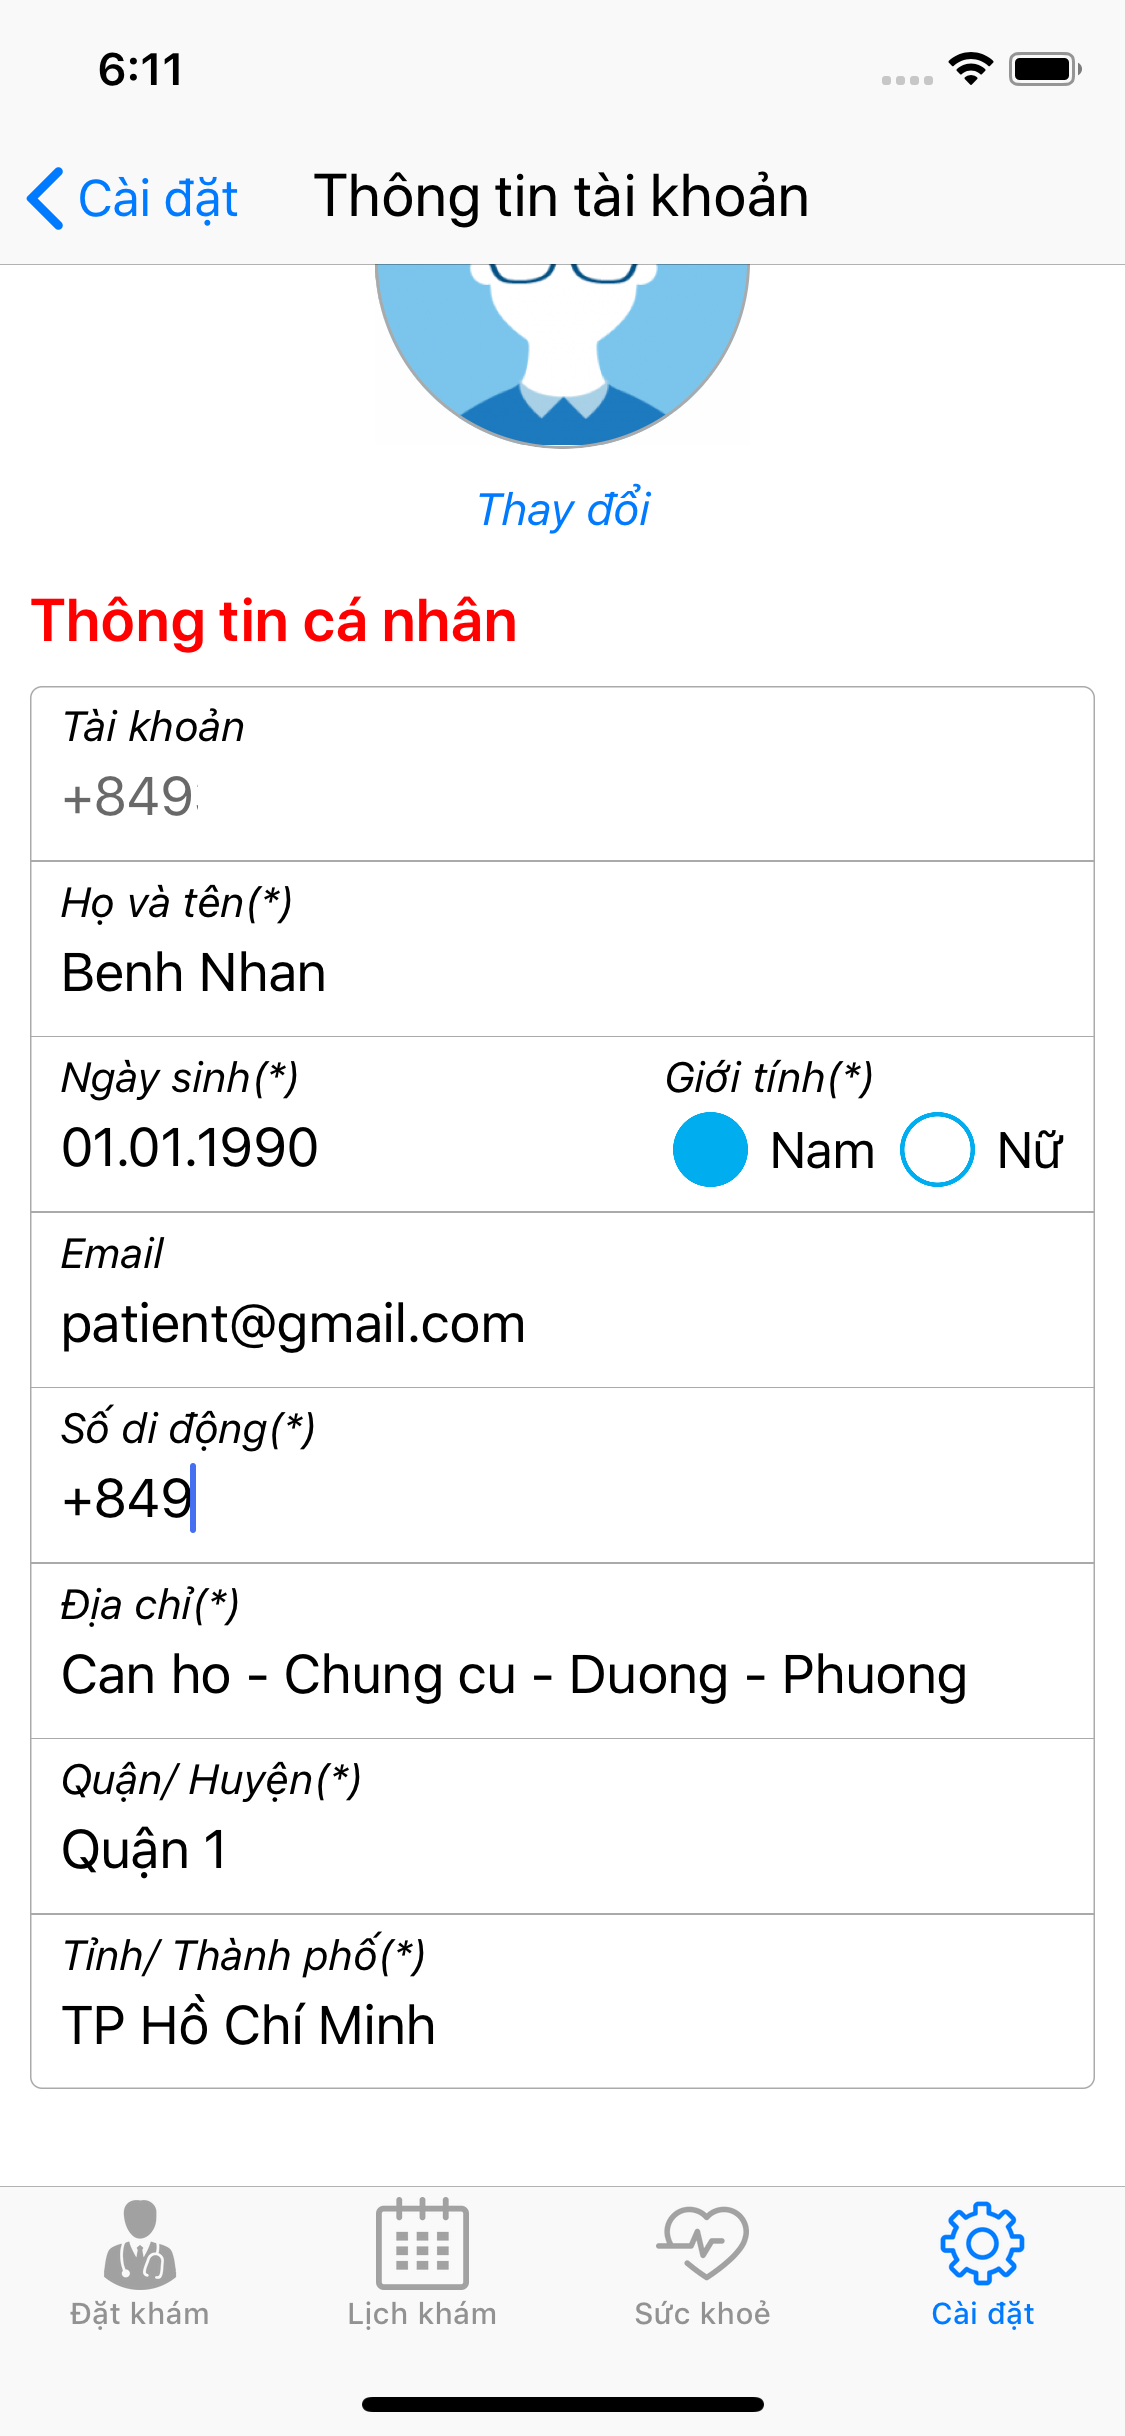 6:11
Cài đặt Thông tin tài khoản
Thay đổi
Thông tin cá nhân
Tài khoản
+849
Họ và tên(*)
Benh Nhan
Ngày sinh(*) Giới tính(*)
01.01.1990 Nam Nữ
Email
patient@gmail.com
Số di động(*)
+849
Địa chỉ(*)
Can ho - Chung cu - Duong - Phuong
Quận/ Huyện(*)
Quận 1
Tỉnh/ Thành phố(*)
TP Hồ Chí Minh
Đặt khám Lịch khám Sức khoẻ Cài đặt